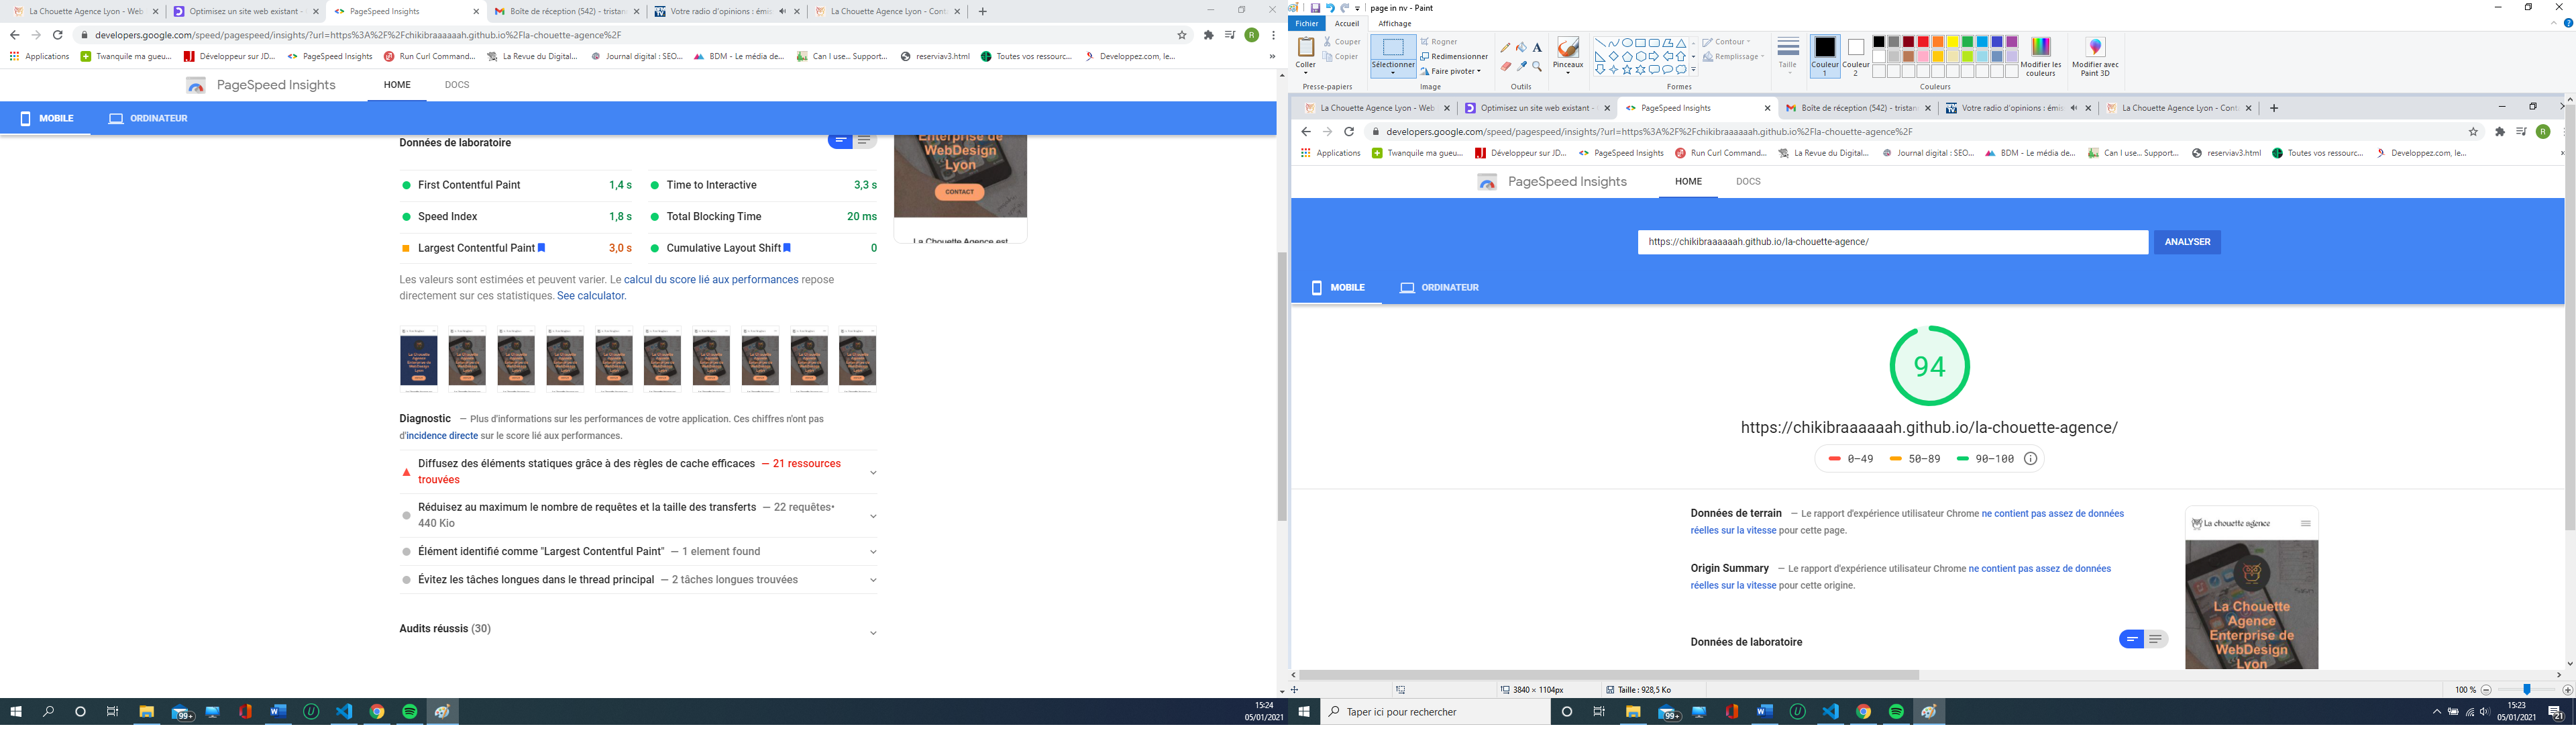 La Chouette Agence Lyon - Web
Optimisez un site web existant -
PageSpeed Insights
Boîte de réception (542) - tristan
Votre radio d'opinions : émis
La Chouette Agence Lyon - Cont
developers.google.com/speed/pagespeed/insights/?url=https%3A%2F%2Fchikibraaaaaah.github.io%2Fla-chouette-agence%2F
R
Applications
Twanquile ma gueu...
Développeur sur JD...
PageSpeed Insights
Run Curl Command...
La Revue du Digital...
Journal digital : SEO...
BDM - Le média de...
Can I use... Support...
reserviav3.html
Toutes vos ressourc...
Developpez.com, le...
»
PageSpeed Insights
HOME
DOCS
MOBILE
ORDINATEUR
Données de laboratoire
First Contentful Paint
1,4 s
Time to Interactive
3,3 s
Speed Index
1,8 s
Total Blocking Time
20 ms
Largest Contentful Paint
3,0 s
Cumulative Layout Shift
0
Les valeurs sont estimées et peuvent varier. Le calcul du score lié aux performances repose
directement sur ces statistiques. See calculator.
Enterprise de
WebDesign
Lyon
CONTACT
La Chouette Agence est
Diagnostic — Plus d'informations sur les performances de votre application. Ces chiffres n'ont pas
d'incidence directe sur le score lié aux performances.
Diffusez des éléments statiques grâce à des règles de cache efficaces — 21 ressources
trouvées
Réduisez au maximum le nombre de requêtes et la taille des transferts — 22 requêtes•
440 Kio
Élément identifié comme "Largest Contentful Paint" — 1 element found
Évitez les tâches longues dans le thread principal — 2 tâches longues trouvées
Audits réussis (30)
99+
15:24
05/01/2021
page in nv - Paint
Fichier
Accueil
Affichage
Coller
Couper
Copier
Presse-papiers
Sélectionner
Rogner
Redimensionner
Faire pivoter
Image
Outils
Pinceaux
Contour
Remplissage
Formes
Taille
Couleur
1
Couleur
2
Modifier les
couleurs
Modifier avec
Paint 3D
Couleurs
La Chouette Agence Lyon - Web
Optimisez un site web existant -
PageSpeed Insights
Boîte de réception (542) - tristan
Votre radio d'opinions : émis
La Chouette Agence Lyon - Cont
developers.google.com/speed/pagespeed/insights/?url=https%3A%2F%2Fchikibraaaaaah.github.io%2Fla-chouette-agence%2F
R
Applications
Twanquile ma gueu...
Développeur sur JD...
PageSpeed Insights
Run Curl Command...
La Revue du Digital...
Journal digital : SEO...
BDM - Le média de...
Can I use... Support...
reserviav3.html
Toutes vos ressourc...
Developpez.com, le...
PageSpeed Insights
HOME
DOCS
https://chikibraaaaaah.github.io/la-chouette-agence/
ANALYSER
MOBILE
ORDINATEUR
94
https://chikibraaaaaah.github.io/la-chouette-agence/
0–49
50–89
90–100
Données de terrain — Le rapport d'expérience utilisateur Chrome ne contient pas assez de données
réelles sur la vitesse pour cette page.
Origin Summary — Le rapport d'expérience utilisateur Chrome ne contient pas assez de données
réelles sur la vitesse pour cette origine.
Données de laboratoire
La chouette agence
La Chouette
Agence
Enterprise de
WebDesign
Lyon
3840 × 1104px
Taille : 928,5 Ko
100 %
Taper ici pour rechercher
99+
15:23
05/01/2021
21